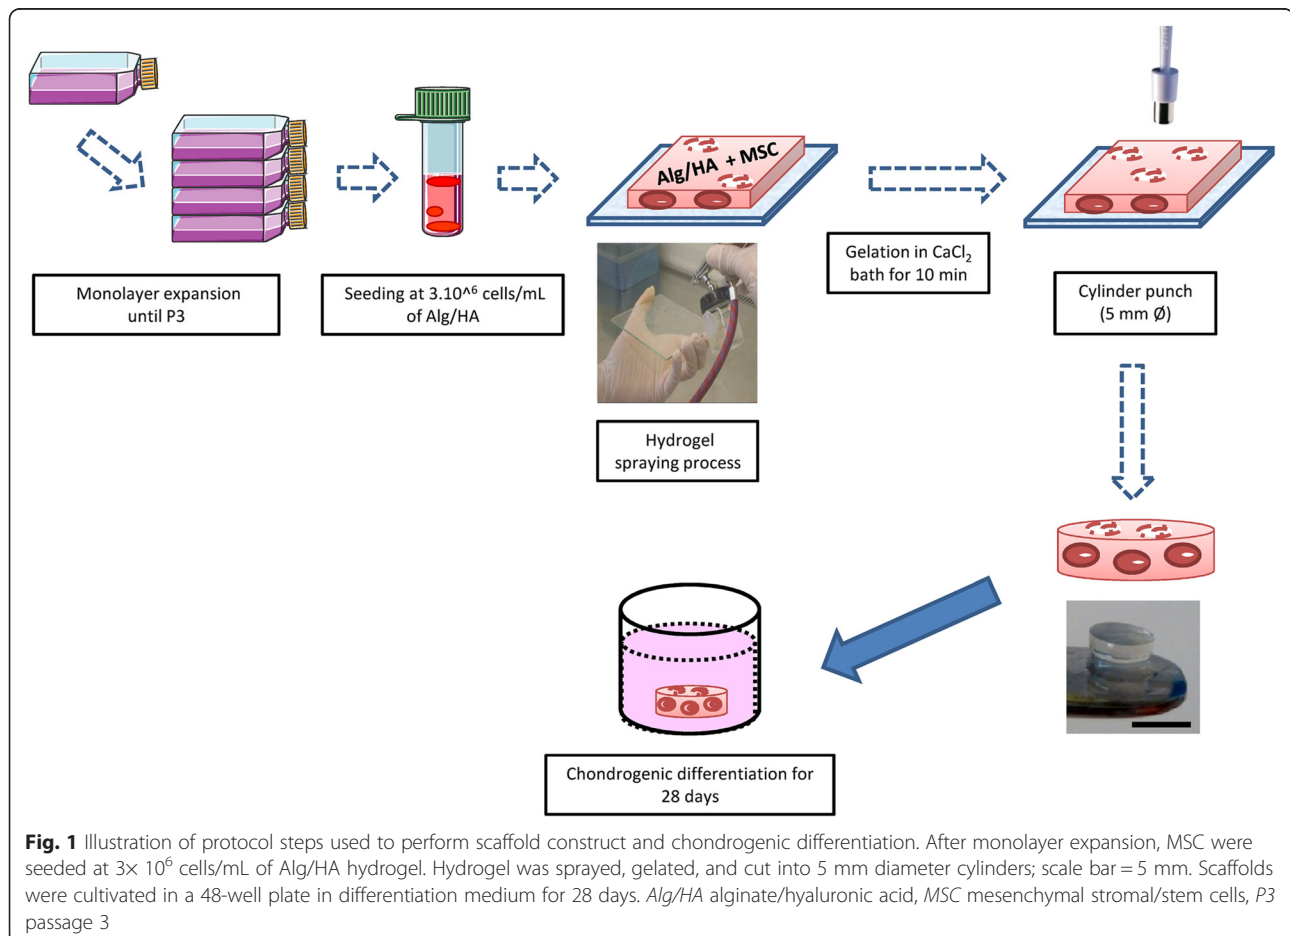 Alg/HA + MSC
Monolayer expansion
until P3
Seeding at 3.10^⁶ cells/mL
of Alg/HA
Gelation in CaCl₂
bath for 10 min
Cylinder punch
(5 mm Ø)
Hydrogel
spraying process
Chondrogenic differentiation for
28 days
Fig. 1 Illustration of protocol steps used to perform scaffold construct and chondrogenic differentiation. After monolayer expansion, MSC were
seeded at 3× 10⁶ cells/mL of Alg/HA hydrogel. Hydrogel was sprayed, gelated, and cut into 5 mm diameter cylinders; scale bar = 5 mm. Scaffolds
were cultivated in a 48-well plate in differentiation medium for 28 days. Alg/HA alginate/hyaluronic acid, MSC mesenchymal stromal/stem cells, P3
passage 3